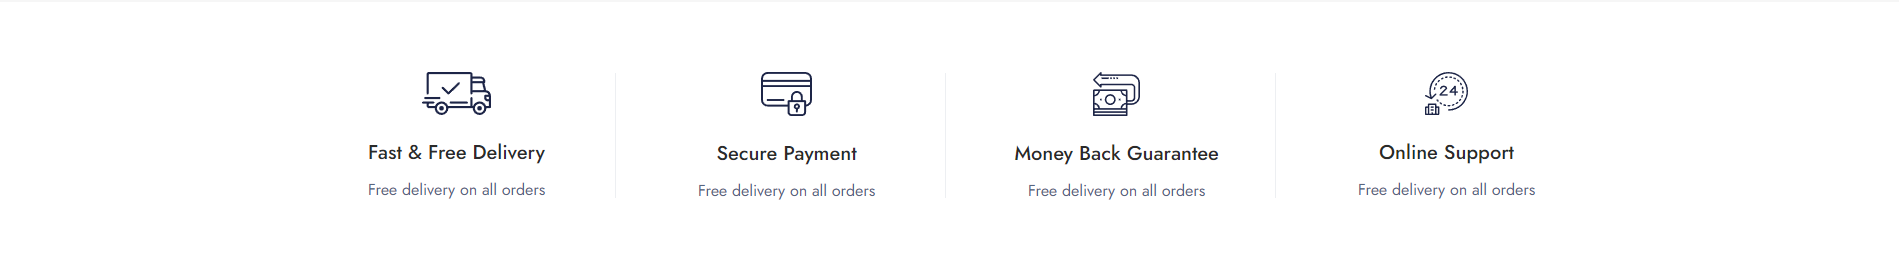 24
Fast & Free Delivery
Free delivery on all orders
Secure Payment
Free delivery on all orders
Money Back Guarantee
Free delivery on all orders
Online Support
Free delivery on all orders